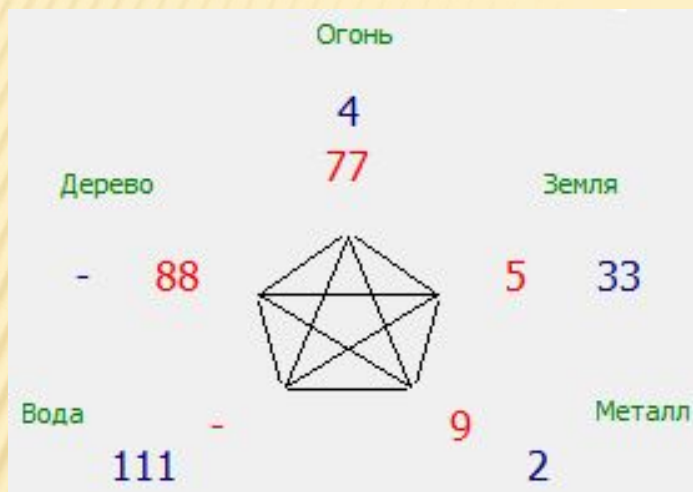 Огонь
4
77
Дерево Земля
- 88 5 33
Вода - 9 Металл
111 2